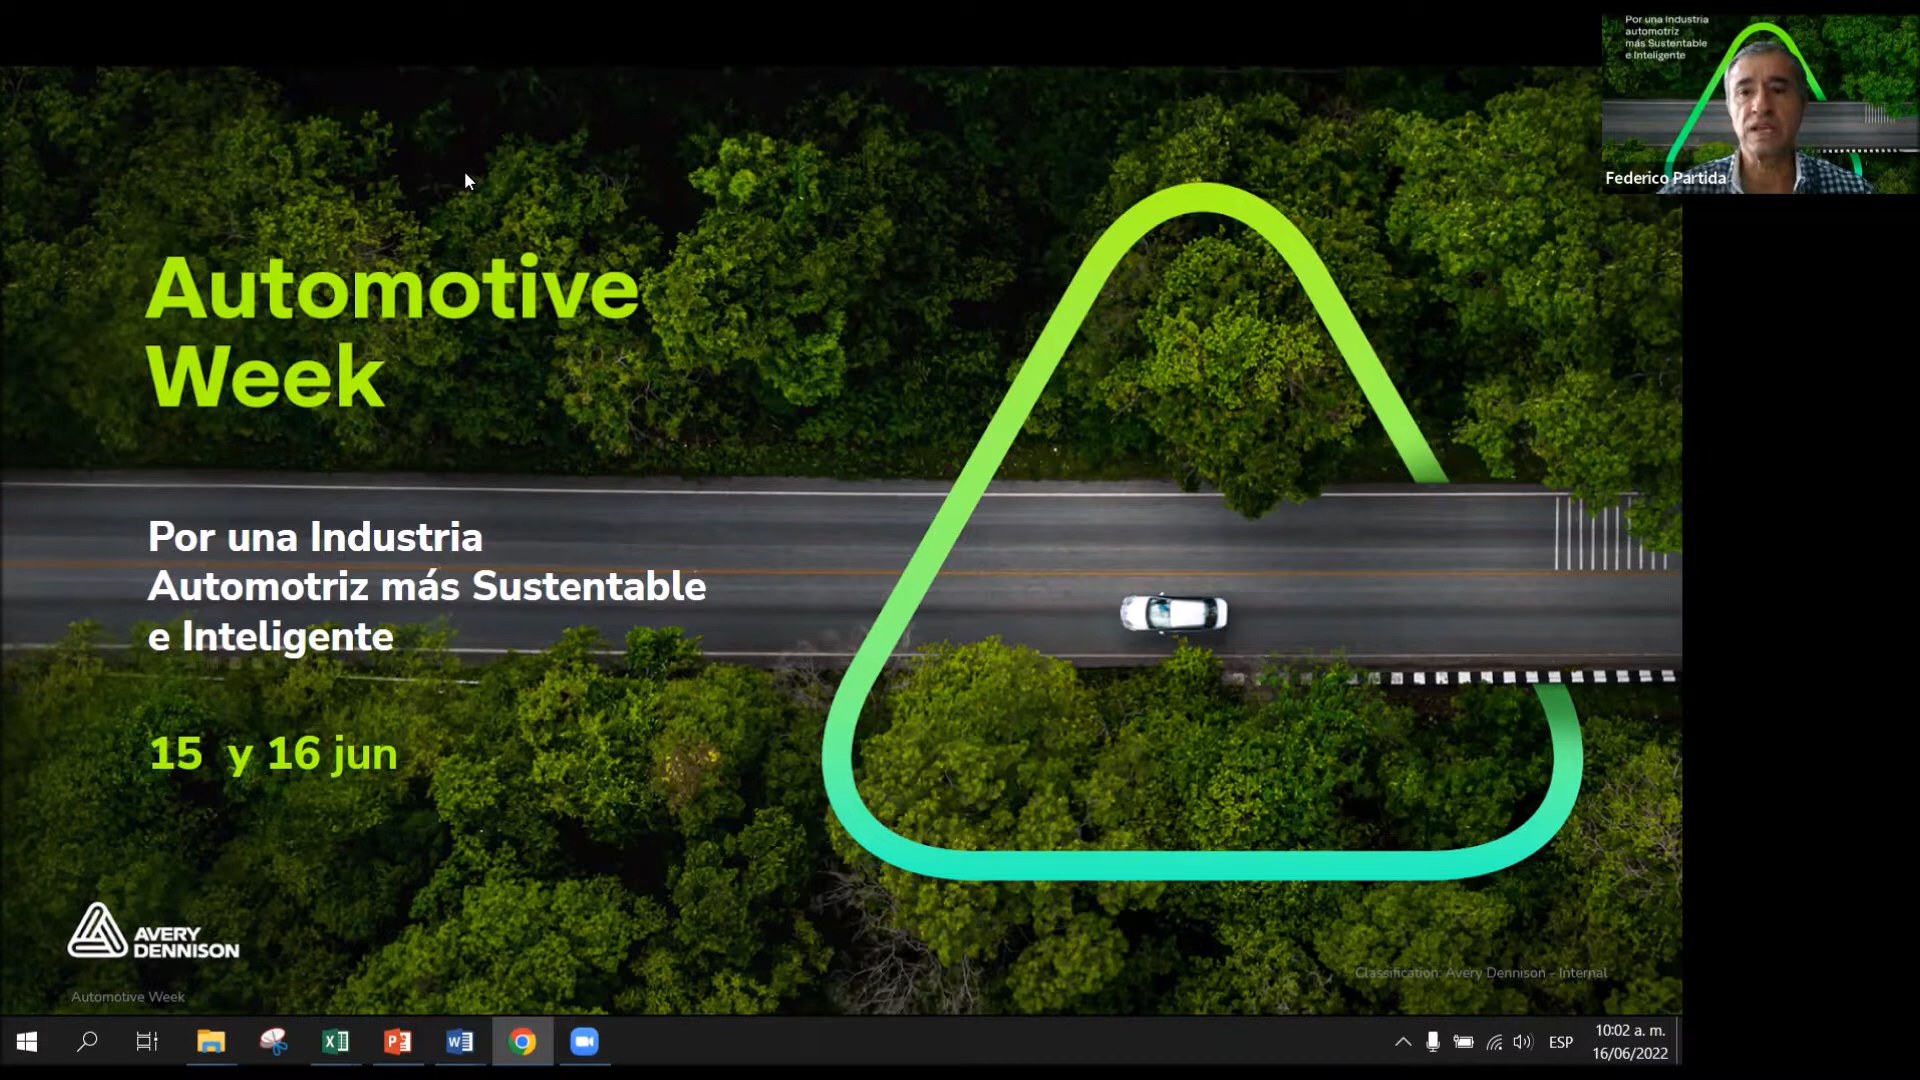 Por una Industria
automotriz
más Sustentable
e Inteligente
Federico Partida
Automotive
Week
Por una Industria
Automotriz más Sustentable
e Inteligente
15 y 16 jun
AVERY
DENNISON
Classification: Avery Dennison - Internal
Automotive Week
ESP
10:02 a. m.
16/06/2022